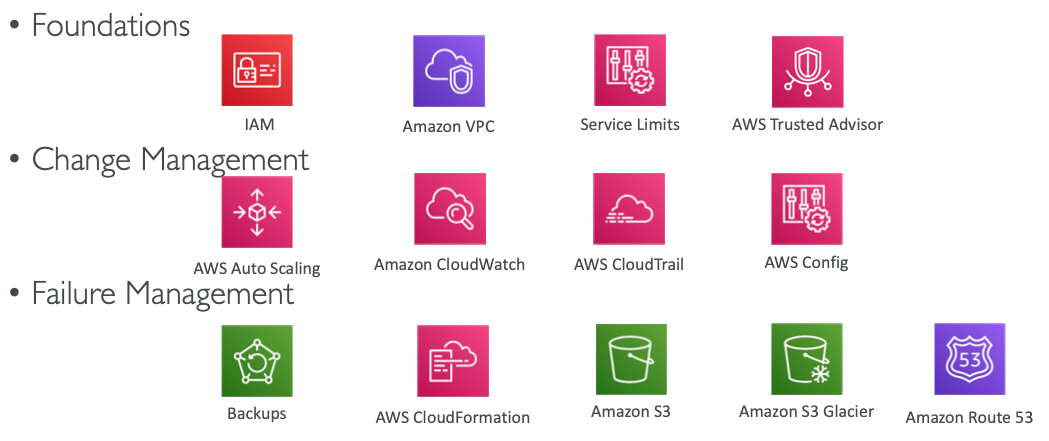 • Foundations
IAM
Amazon VPC
Service Limits
AWS Trusted Advisor
• Change Management
AWS Auto Scaling
Amazon CloudWatch
AWS CloudTrail
AWS Config
• Failure Management
Backups
AWS CloudFormation
Amazon S3
Amazon S3 Glacier
53
Amazon Route 53